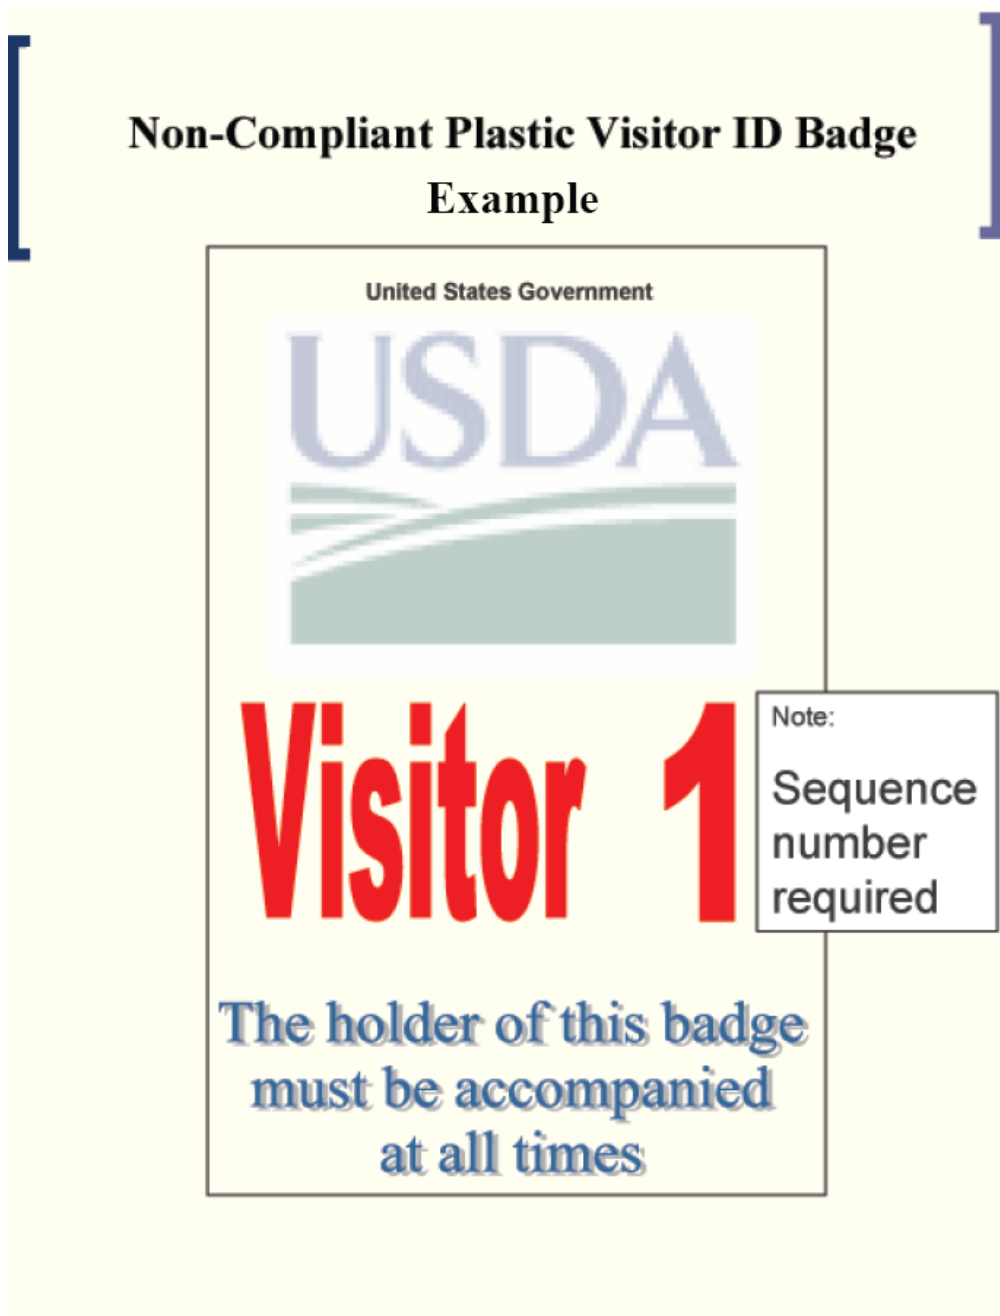 Non-Compliant Plastic Visitor ID Badge
Example
United States Government
USDA
Visitor 1
Note:
Sequence
number
required
The holder of this badge
must be accompanied
at all times